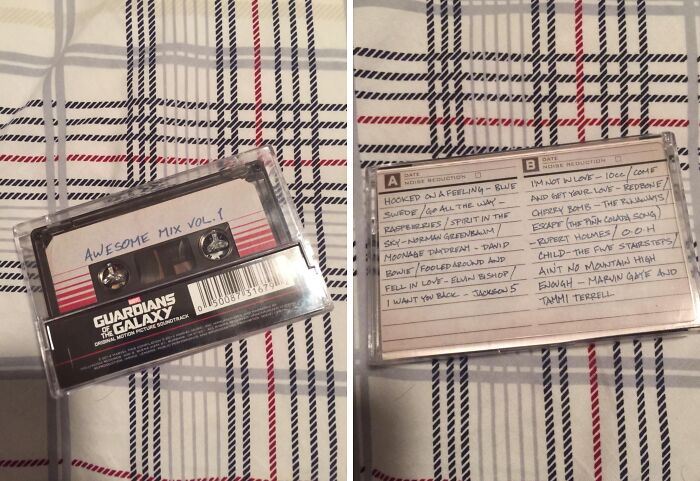 AWESOME MIX VOL. 1
MARVEL
GUARDIANS
OF THE GALAXY
ORIGINAL MOTION PICTURE SOUNDTRACK
0 50087 31679
A DATE
NOISE REDUCTION
HOOKED ON A FEELING - BLUE
SWEDE / GO ALL THE WAY -
RASPBERRIES / SPIRIT IN THE
SKY - NORMAN GREENBAUM /
MOONAGE DAYDREAM - DAVID
BOWIE / FOOLED AROUND AND
FELL IN LOVE - ELVIN BISHOP /
I WANT YOU BACK - JACKSON 5
B DATE
NOISE REDUCTION
I'M NOT IN LOVE - 10CC / COME
AND GET YOUR LOVE - REDBONE /
CHERRY BOMB - THE RUNAWAYS /
ESCAPE (THE PIÑA COLADA SONG)
- RUPERT HOLMES / O-O-H
CHILD - THE FIVE STAIRSTEPS /
AIN'T NO MOUNTAIN HIGH
ENOUGH - MARVIN GAYE AND
TAMMI TERRELL